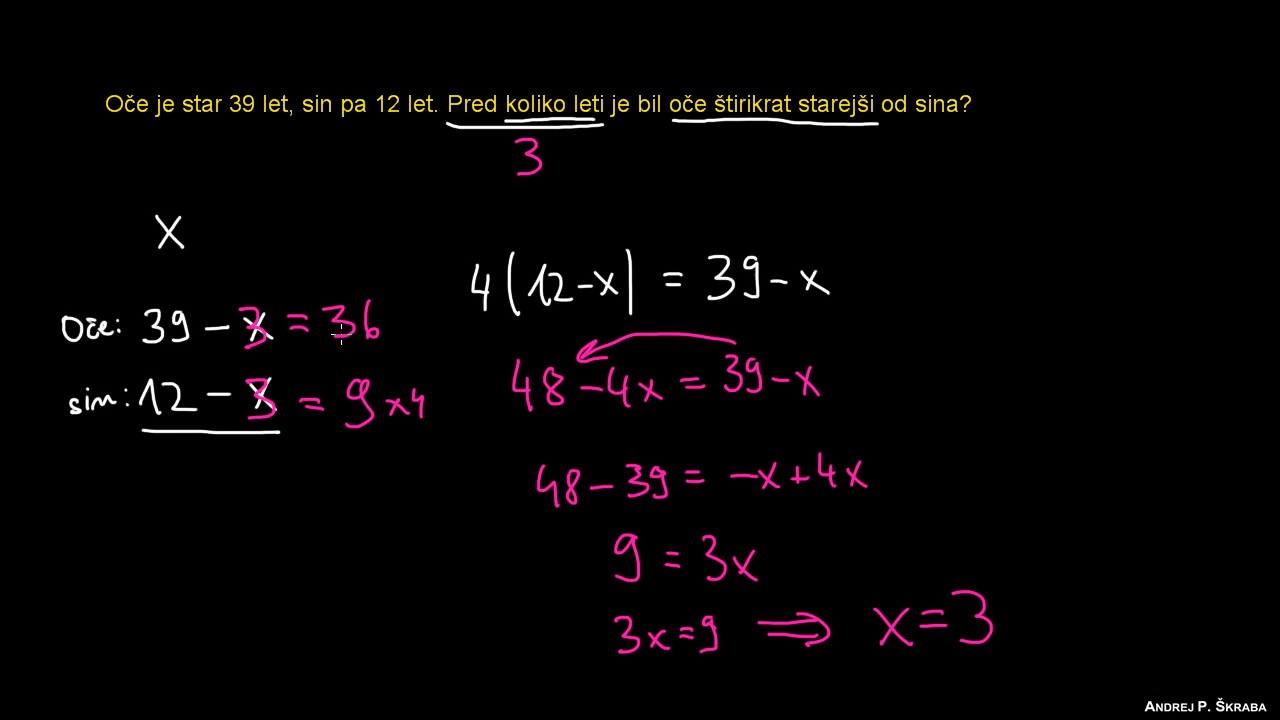 Oče je star 39 let, sin pa 12 let. Pred koliko leti je bil oče štirikrat starejši od sina?
3
X
4(12-x) = 39-x
Oče: 39 - 3 = 36
48 - 4x = 39 - x
sin: 12 - 3 = 9 x4
48 - 39 = -x + 4x
9 = 3x
3x = 9 ⇒ x = 3
ANDREJ P. ŠKRABA